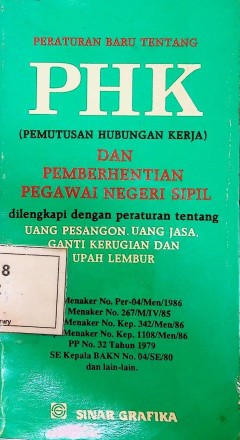 PERATURAN BARU TENTANG
PHK
(PEMUTUSAN HUBUNGAN KERJA)
DAN
PEMBERHENTIAN
PEGAWAI NEGERI SIPIL
dilengkapi dengan peraturan tentang
UANG PESANGON, UANG JASA,
GANTI KERUGIAN DAN
UPAH LEMBUR
8
Menaker No. Per-04/Men/1986
Menaker No. 267/M/IV/85
Menaker No. Kep. 342/Men/86
Menaker No. Kep. 1108/Men/86
PP No. 32 Tahun 1979
SE Kepala BAKN No. 04/SE/80
dan lain-lain.
SINAR GRAFIKA